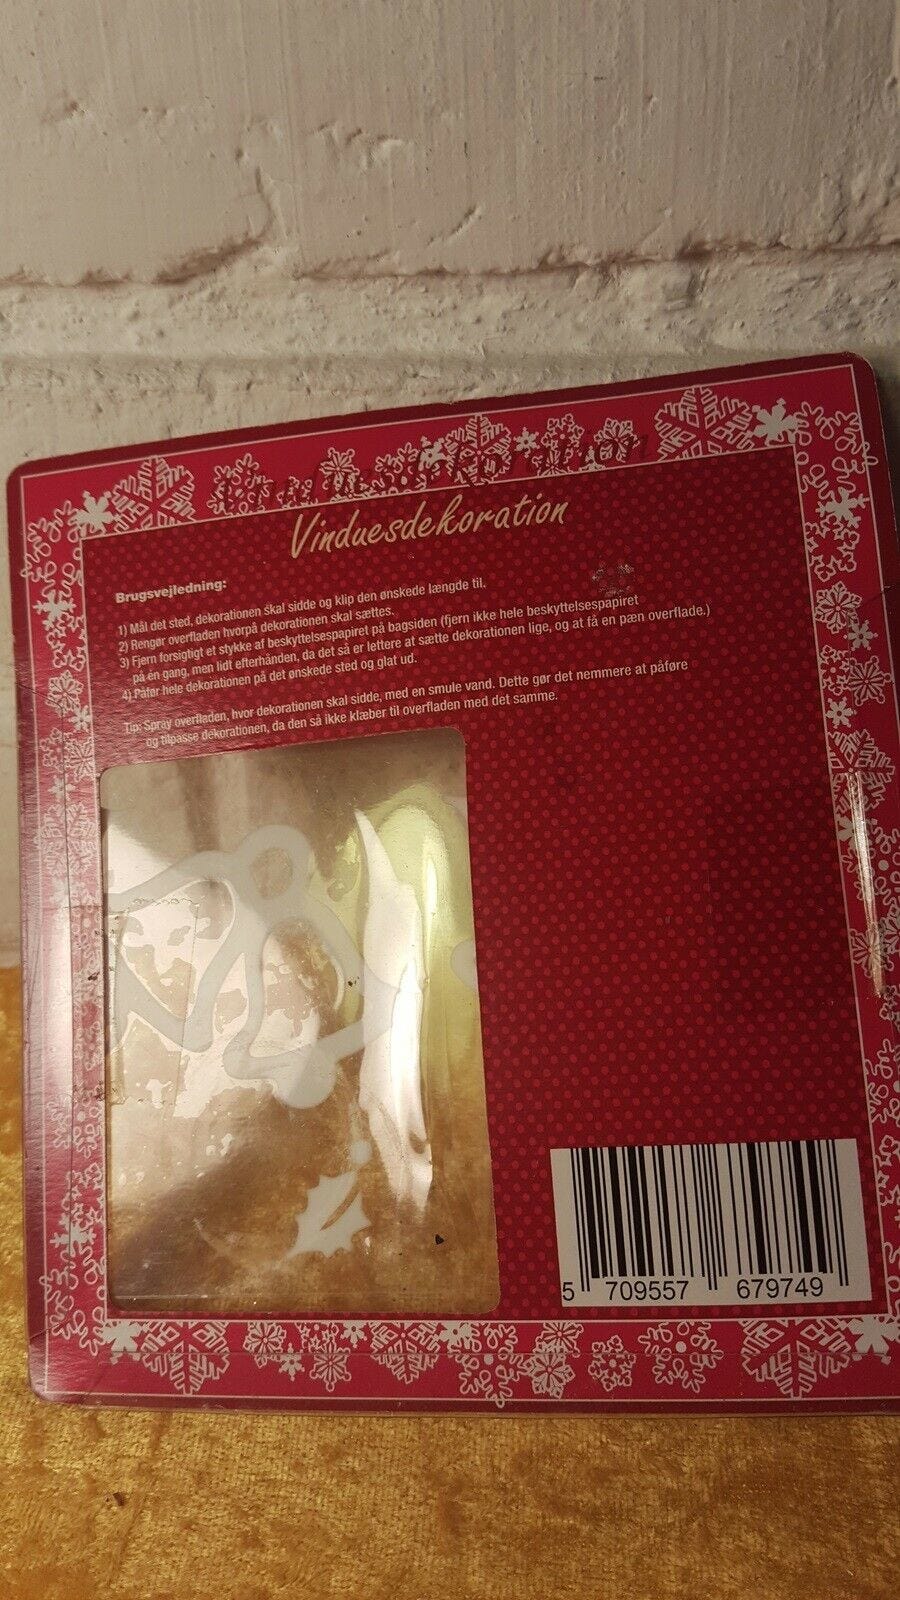 Vinduesdekoration
Vinduesdekoration
Brugsvejledning:
1) Mål det sted, dekorationen skal sidde og klip den ønskede længde til.
2) Rengør overfladen hvorpå dekorationen skal sættes.
3) Fjern forsigtigt et stykke af beskyttelsespapiret på bagsiden (fjern ikke hele beskyttelsespapiret
på én gang, men lidt efterhånden, da det så er lettere at sætte dekorationen lige, og at få en pæn overflade.)
4) Påfør hele dekorationen på det ønskede sted og glat ud.
Tip: Spray overfladen, hvor dekorationen skal sidde, med en smule vand. Dette gør det nemmere at påføre
og tilpasse dekorationen, da den så ikke klæber til overfladen med det samme.
5 709557 679749